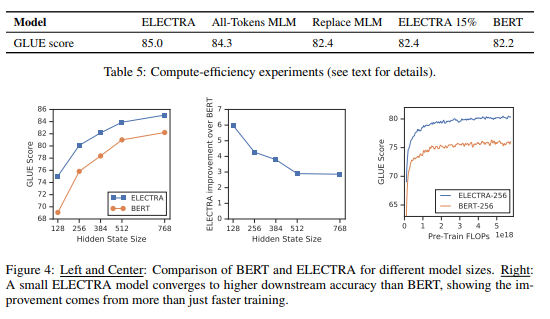 Model ELECTRA All-Tokens MLM Replace MLM ELECTRA 15% BERT
GLUE score 85.0 84.3 82.4 82.4 82.2
Table 5: Compute-efficiency experiments (see text for details).
86
84
82
80
78
76
74
72
70
68
GLUE Score
128 256 384 512 768
Hidden State Size
ELECTRA
BERT
7
6
5
4
3
2
1
0
ELECTRA improvement over BERT
128 256 384 512 768
Hidden State Size
80
75
70
65
GLUE Score
0 1 2 3 4 5
1e18
Pre-Train FLOPs
ELECTRA-256
BERT-256
Figure 4: Left and Center: Comparison of BERT and ELECTRA for different model sizes. Right:
A small ELECTRA model converges to higher downstream accuracy than BERT, showing the im-
provement comes from more than just faster training.